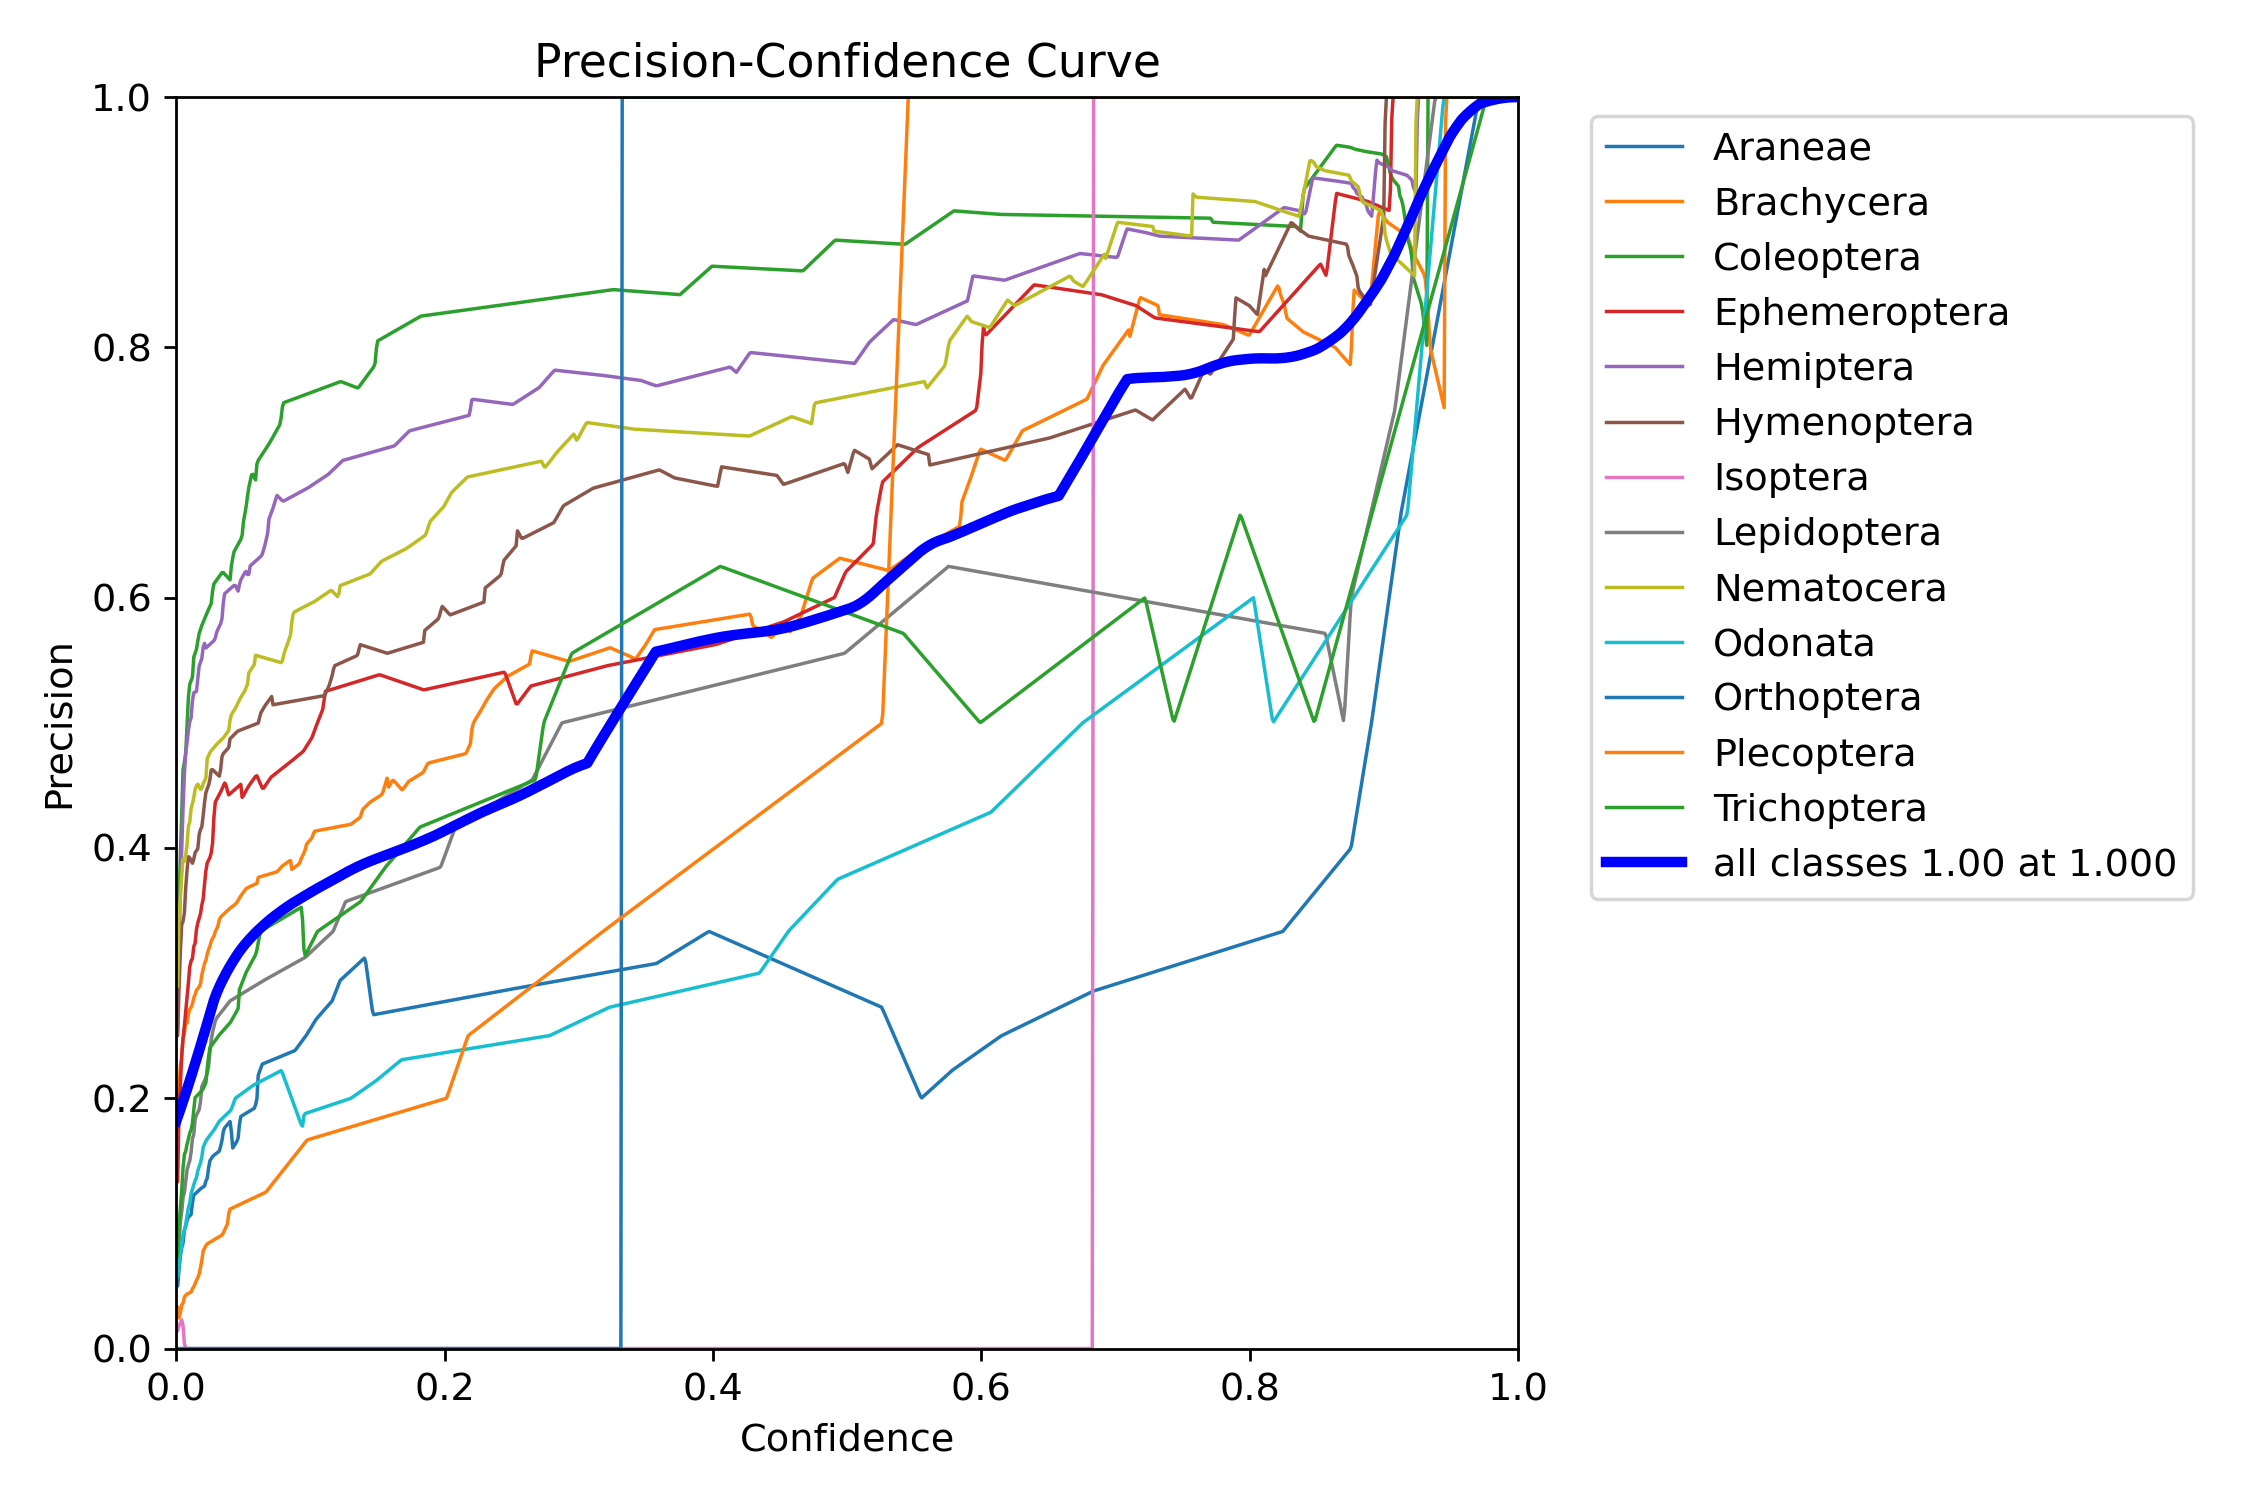 Precision-Confidence Curve
1.0
0.8
0.6
0.4
0.2
0.0
Precision
0.0 0.2 0.4 0.6 0.8 1.0
Confidence
Araneae
Brachycera
Coleoptera
Ephemeroptera
Hemiptera
Hymenoptera
Isoptera
Lepidoptera
Nematocera
Odonata
Orthoptera
Plecoptera
Trichoptera
all classes 1.00 at 1.000